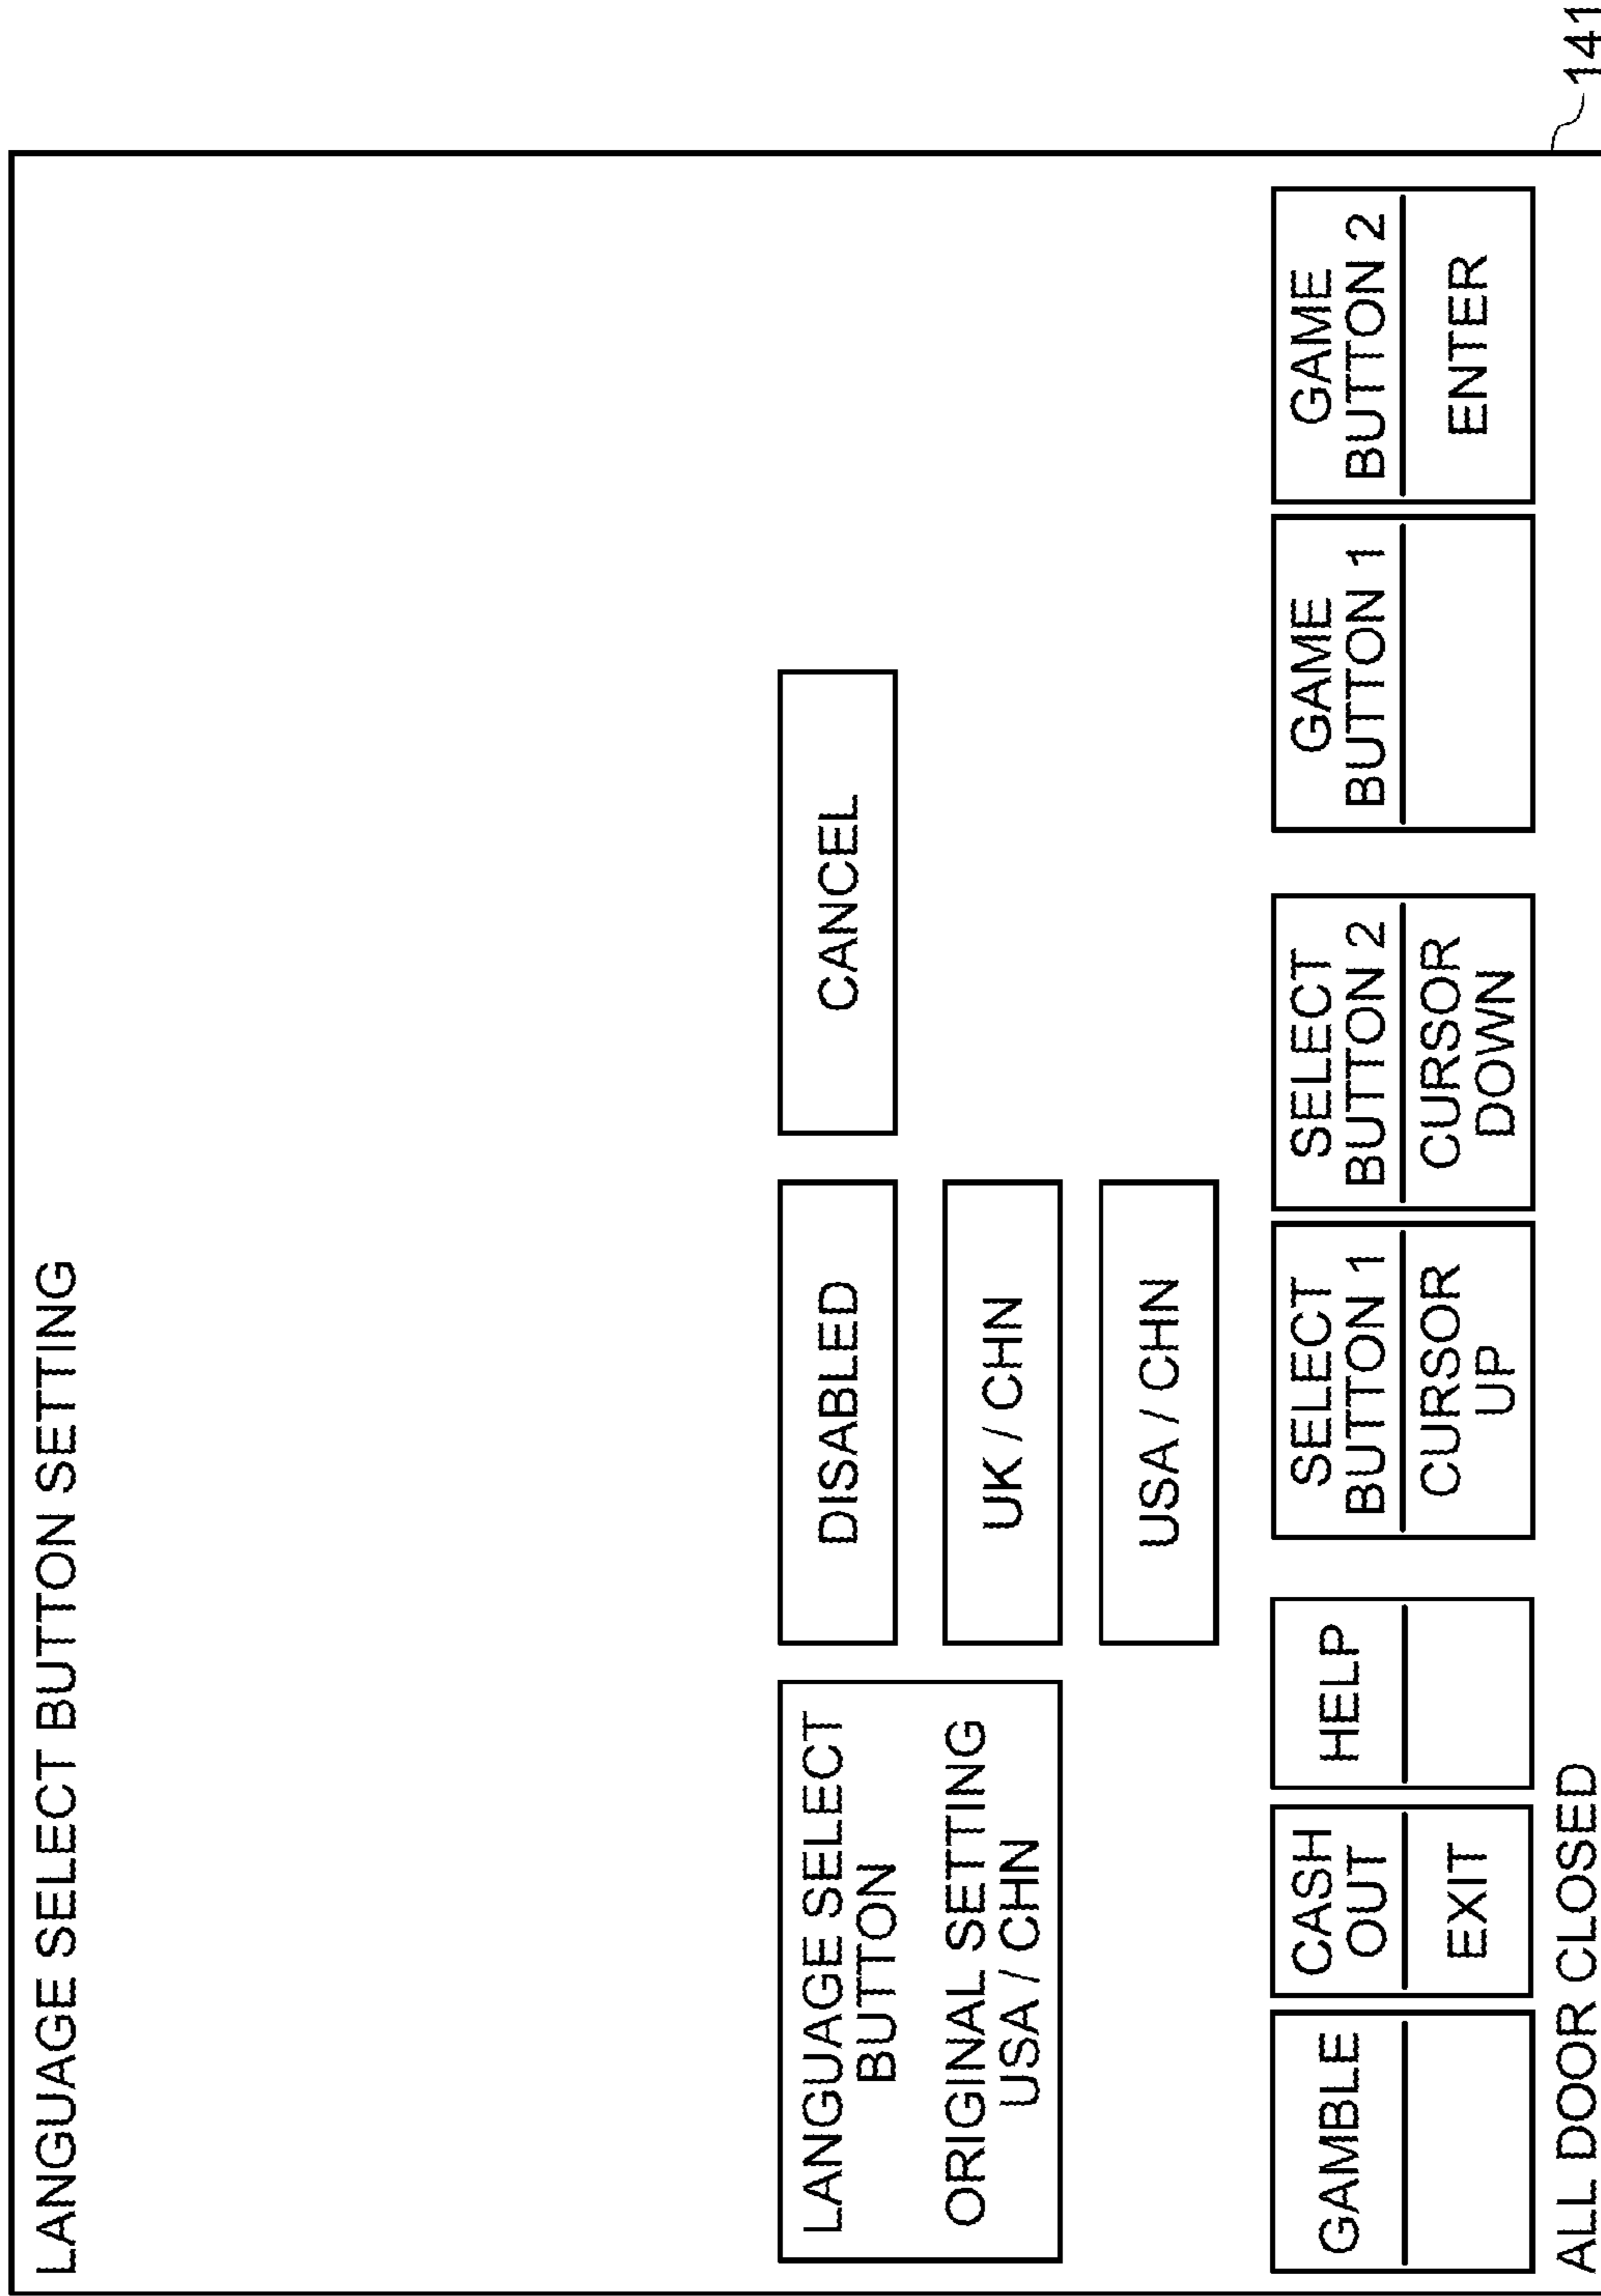 LANGUAGE SELECT BUTTON SETTING
LANGUAGE SELECT
BUTTON
ORIGINAL SETTING
USA / CHN
DISABLED
CANCEL
UK / CHN
USA / CHN
GAMBLE
CASH
OUT
EXIT
HELP
SELECT
BUTTON 1
CURSOR
UP
SELECT
BUTTON 2
CURSOR
DOWN
GAME
BUTTON 1
GAME
BUTTON 2
ENTER
ALL DOOR CLOSED
141